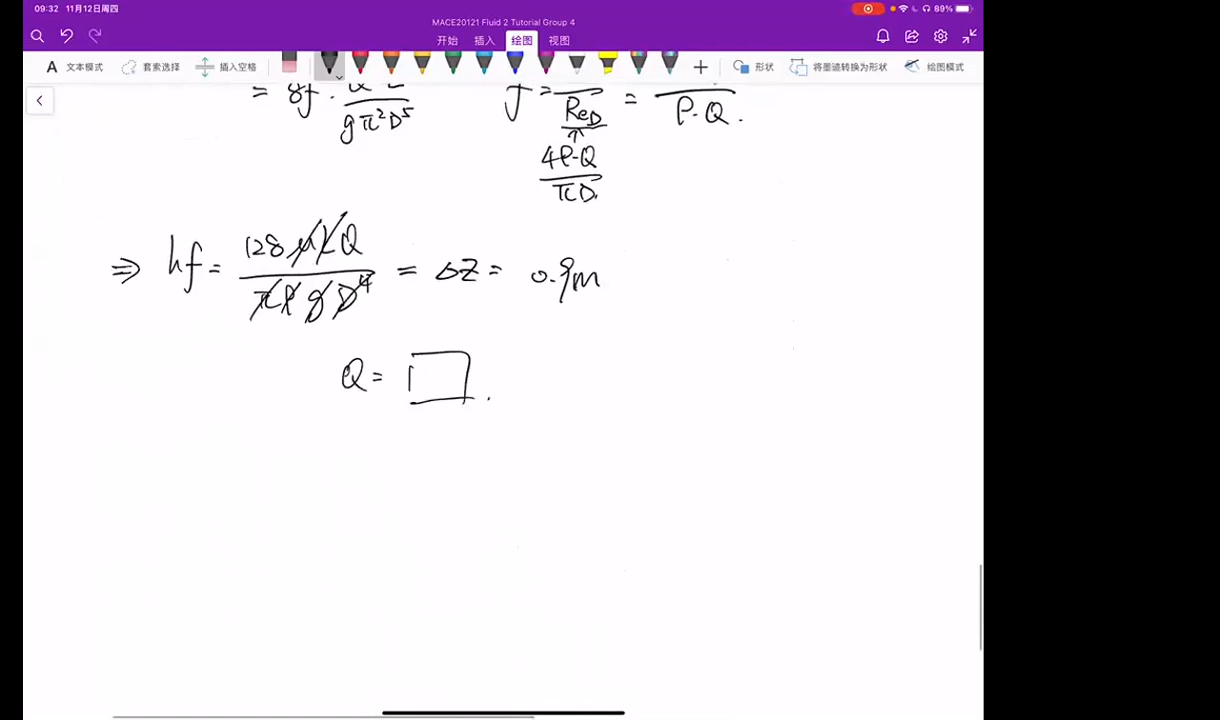 09:32 11月12日周四 89%
MACE20121 Fluid 2 Tutorial Group 4
开始 插入 绘图 视图
文本模式 套索选择 插入空格 形状 将墨迹转换为形状 绘图模式
= 8f · Q² L / gπ²D⁵ f = / Re_D = / ρ·Q .
4ρ·Q / πD.
⇒ hf = 128μLQ / πρgD⁴ = ΔZ = 0.9m
Q = □ .